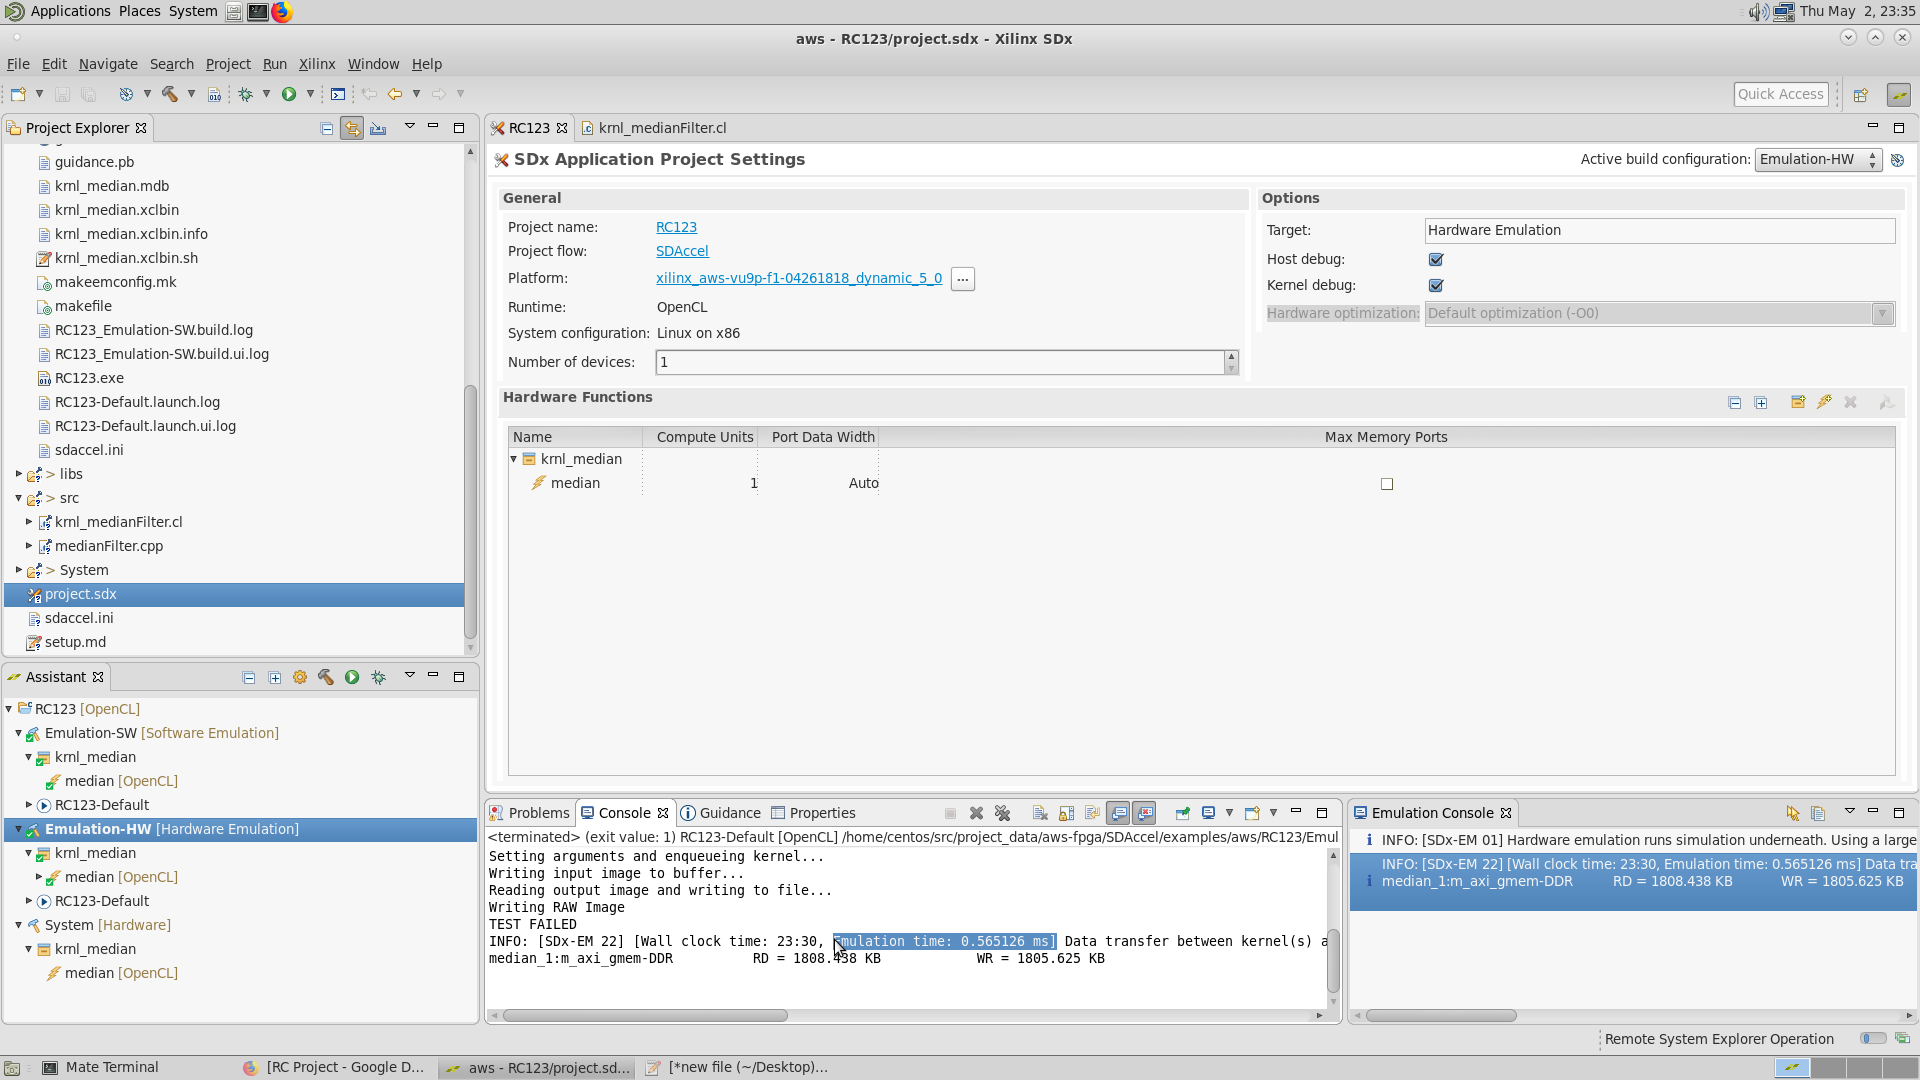 Applications Places System
Thu May 2, 23:35
aws - RC123/project.sdx - Xilinx SDx
File Edit Navigate Search Project Run Xilinx Window Help
Quick Access
Project Explorer
guidance.pb
krnl_median.mdb
krnl_median.xclbin
krnl_median.xclbin.info
krnl_median.xclbin.sh
makeemconfig.mk
makefile
RC123_Emulation-SW.build.log
RC123_Emulation-SW.build.ui.log
RC123.exe
RC123-Default.launch.log
RC123-Default.launch.ui.log
sdaccel.ini
> libs
> src
krnl_medianFilter.cl
medianFilter.cpp
> System
project.sdx
sdaccel.ini
setup.md
RC123 krnl_medianFilter.cl
SDx Application Project Settings
Active build configuration: Emulation-HW
General
Project name: RC123
Project flow: SDAccel
Platform: xilinx_aws-vu9p-f1-04261818_dynamic_5_0 ...
Runtime: OpenCL
System configuration: Linux on x86
Number of devices: 1
Options
Target: Hardware Emulation
Host debug:
Kernel debug:
Hardware optimization: Default optimization (-O0)
Hardware Functions
Name Compute Units Port Data Width Max Memory Ports
krnl_median
median 1 Auto
Assistant
RC123 [OpenCL]
Emulation-SW [Software Emulation]
krnl_median
median [OpenCL]
RC123-Default
Emulation-HW [Hardware Emulation]
krnl_median
median [OpenCL]
RC123-Default
System [Hardware]
krnl_median
median [OpenCL]
Problems Console Guidance Properties
<terminated> (exit value: 1) RC123-Default [OpenCL] /home/centos/src/project_data/aws-fpga/SDAccel/examples/aws/RC123/Emul
Setting arguments and enqueueing kernel...
Writing input image to buffer...
Reading output image and writing to file...
Writing RAW Image
TEST FAILED
INFO: [SDx-EM 22] [Wall clock time: 23:30, Emulation time: 0.565126 ms] Data transfer between kernel(s) a
median_1:m_axi_gmem-DDR RD = 1808.438 KB WR = 1805.625 KB
Emulation Console
INFO: [SDx-EM 01] Hardware emulation runs simulation underneath. Using a large
INFO: [SDx-EM 22] [Wall clock time: 23:30, Emulation time: 0.565126 ms] Data tra
median_1:m_axi_gmem-DDR RD = 1808.438 KB WR = 1805.625 KB
Remote System Explorer Operation
Mate Terminal
[RC Project - Google D...
aws - RC123/project.sd...
[*new file (~/Desktop)...